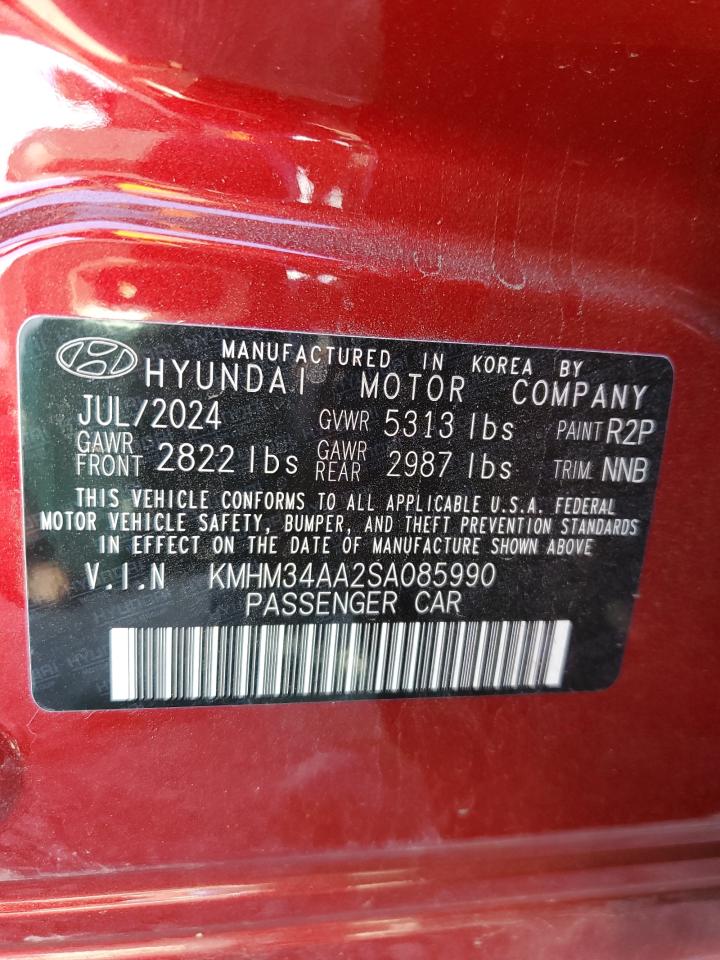 MANUFACTURED IN KOREA BY
HYUNDAI MOTOR COMPANY
JUL/2024 GVWR 5313 lbs PAINT R2P
GAWR FRONT 2822 lbs GAWR REAR 2987 lbs TRIM NNB
THIS VEHICLE CONFORMS TO ALL APPLICABLE U.S.A. FEDERAL
MOTOR VEHICLE SAFETY, BUMPER, AND THEFT PREVENTION STANDARDS
IN EFFECT ON THE DATE OF MANUFACTURE SHOWN ABOVE
V.I.N KMHM34AA2SA085990
PASSENGER CAR